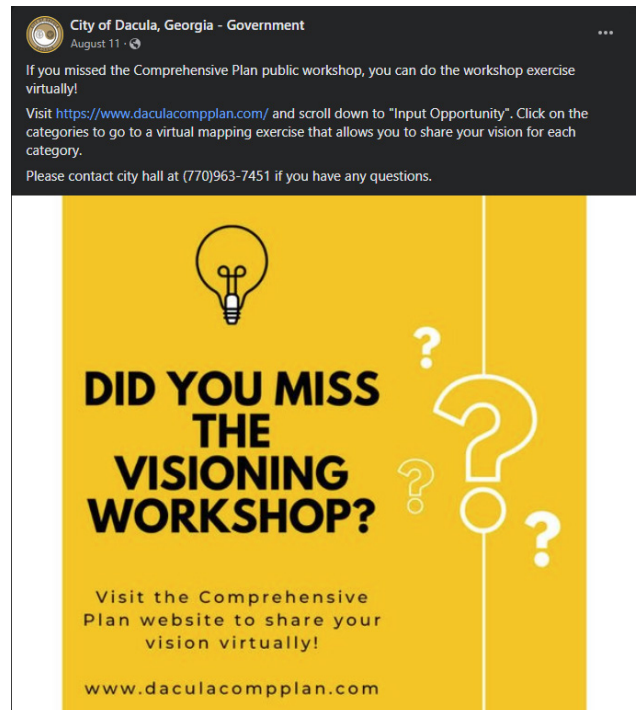 City of Dacula, Georgia - Government
August 11 ·
If you missed the Comprehensive Plan public workshop, you can do the workshop exercise
virtually!
Visit https://www.daculacompplan.com/ and scroll down to "Input Opportunity". Click on the
categories to go to a virtual mapping exercise that allows you to share your vision for each
category.
Please contact city hall at (770)963-7451 if you have any questions.
DID YOU MISS
THE
VISIONING
WORKSHOP?
?
?
?
?
Visit the Comprehensive
Plan website to share your
vision virtually!
www.daculacompplan.com